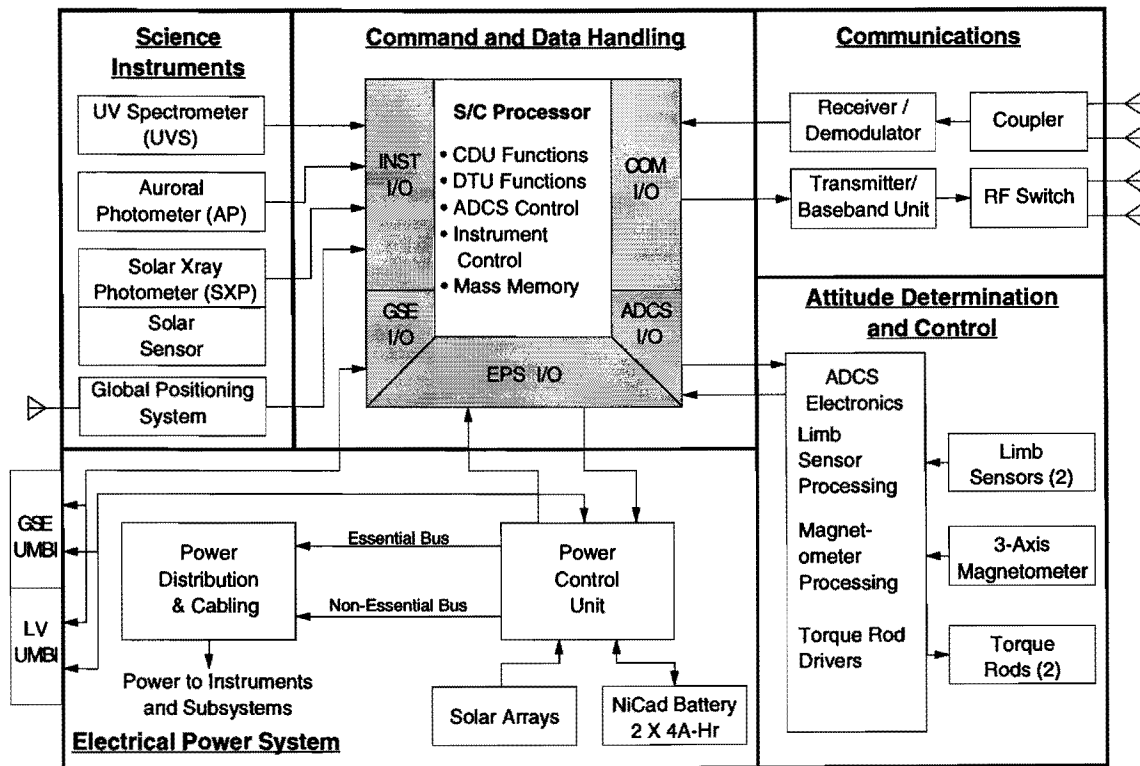 Science
Instruments
UV Spectrometer
(UVS)
Auroral
Photometer (AP)
Solar Xray
Photometer (SXP)
Solar
Sensor
Global Positioning
System
Command and Data Handling
INST
I/O
GSE
I/O
S/C Processor
• CDU Functions
• DTU Functions
• ADCS Control
• Instrument
Control
• Mass Memory
COM
I/O
ADCS
I/O
EPS I/O
Communications
Receiver /
Demodulator
Coupler
Transmitter/
Baseband Unit
RF Switch
Attitude Determination
and Control
ADCS
Electronics
Limb
Sensor
Processing
Magnet-
ometer
Processing
Torque Rod
Drivers
Limb
Sensors (2)
3-Axis
Magnetometer
Torque
Rods (2)
GSE
UMBI
LV
UMBI
Power
Distribution
& Cabling
Essential Bus
Non-Essential Bus
Power
Control
Unit
Power to Instruments
and Subsystems
Solar Arrays
NiCad Battery
2 X 4A-Hr
Electrical Power System